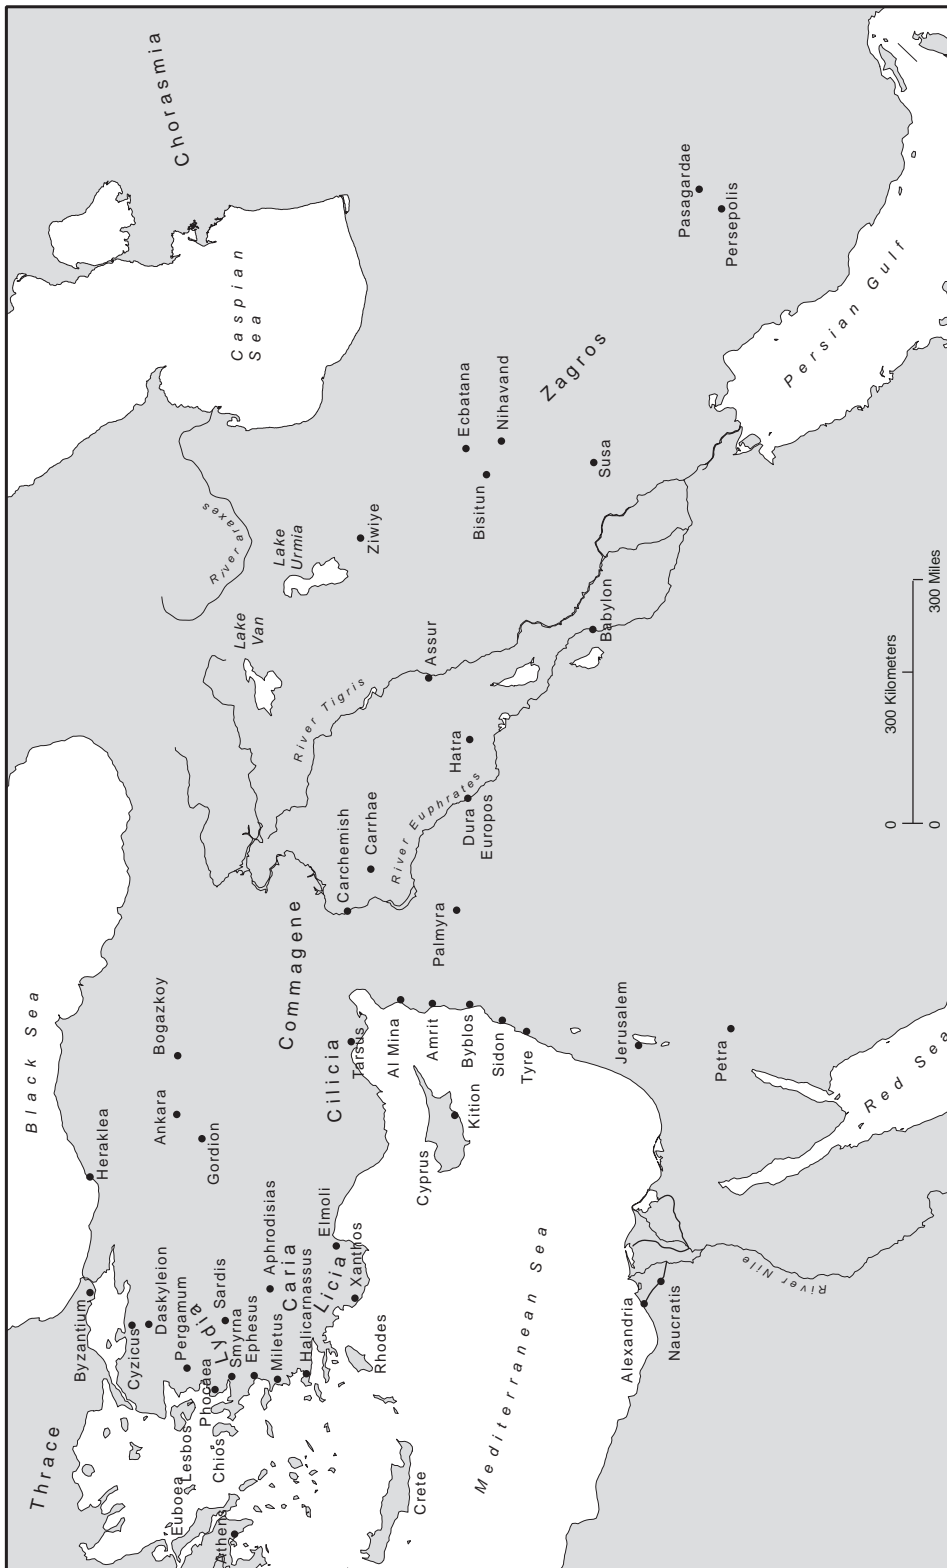 Thrace
Black Sea
Byzantium
Heraklea
Cyzicus
Daskyleion
Ankara
Bogazkoy
Gordion
Pergamum
Lydia
Sardis
Phocaea
Smyrna
Ephesus
Miletus
Aphrodisias
Caria
Halicarnassus
Licia
Elmoli
Xanthos
Rhodes
Euboea
Lesbos
Chios
Athens
Crete
Mediterranean Sea
Cilicia
Commagene
Tarsus
Al Mina
Amrit
Byblos
Sidon
Tyre
Cyprus
Kition
Carchemish
Carrhae
Palmyra
River Euphrates
Dura
Europos
Hatra
River Tigris
Assur
Lake
Van
Lake
Urmia
River araxes
Ziwiye
Caspian
Sea
Chorasmia
Ecbatana
Nihavand
Bisitun
Zagros
Susa
Babylon
Pasagardae
Persepolis
Persian Gulf
Jerusalem
Petra
Alexandria
Naucratis
River Nile
Red Sea
0
300 Kilometers
0
300 Miles